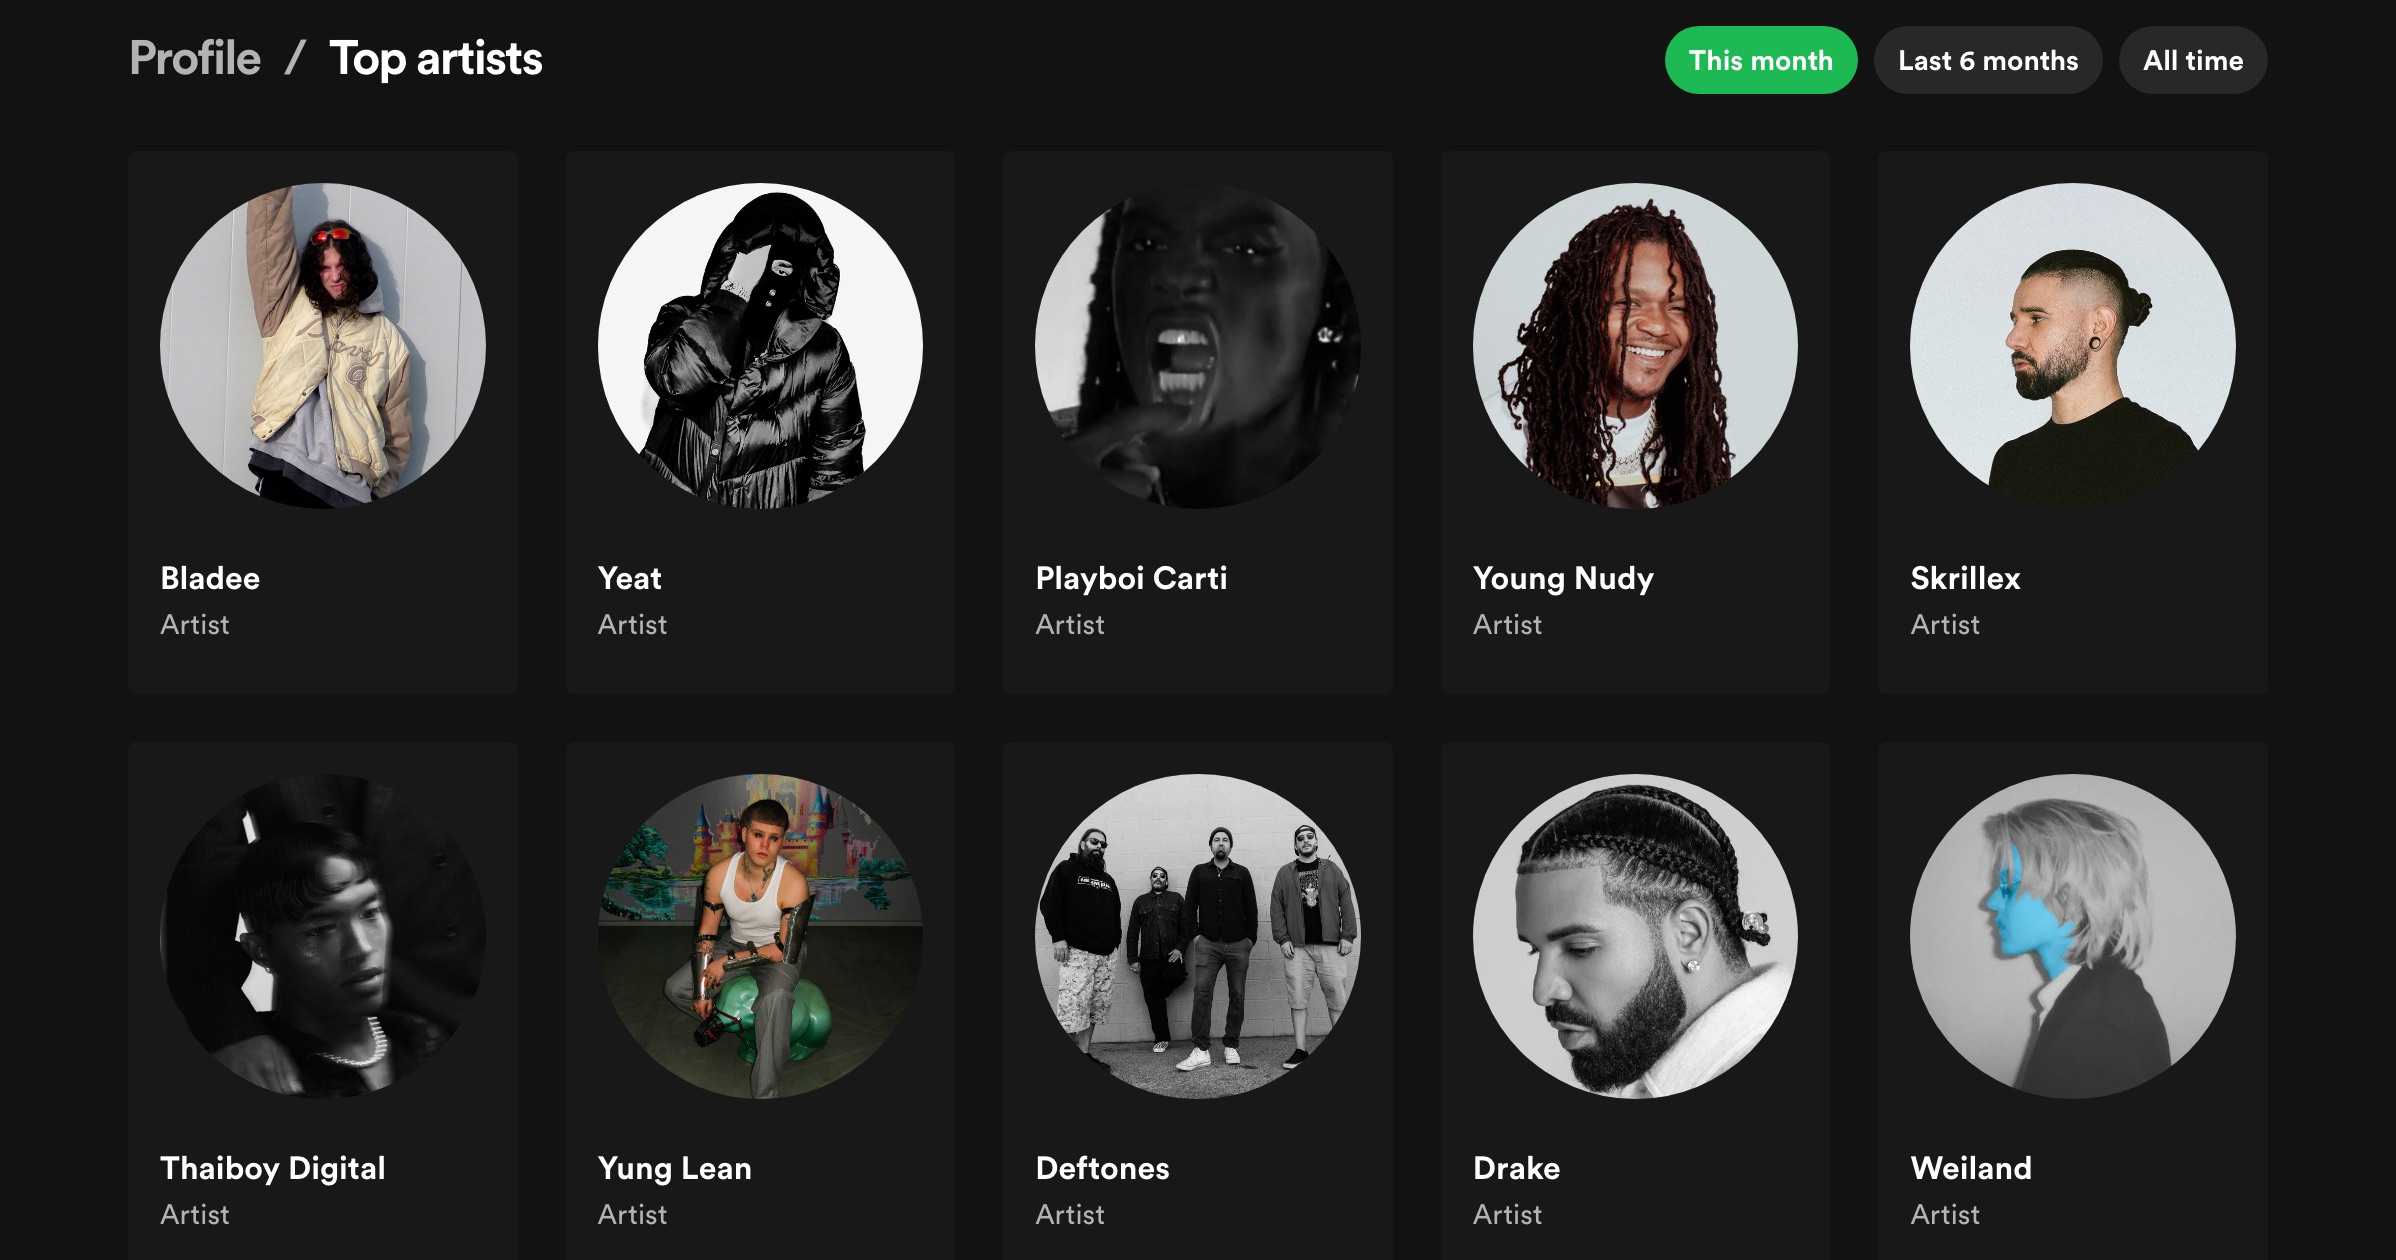 Profile / Top artists
This month
Last 6 months
All time
Bladee
Artist
Yeat
Artist
Playboi Carti
Artist
Young Nudy
Artist
Skrillex
Artist
Thaiboy Digital
Artist
Yung Lean
Artist
Deftones
Artist
Drake
Artist
Weiland
Artist